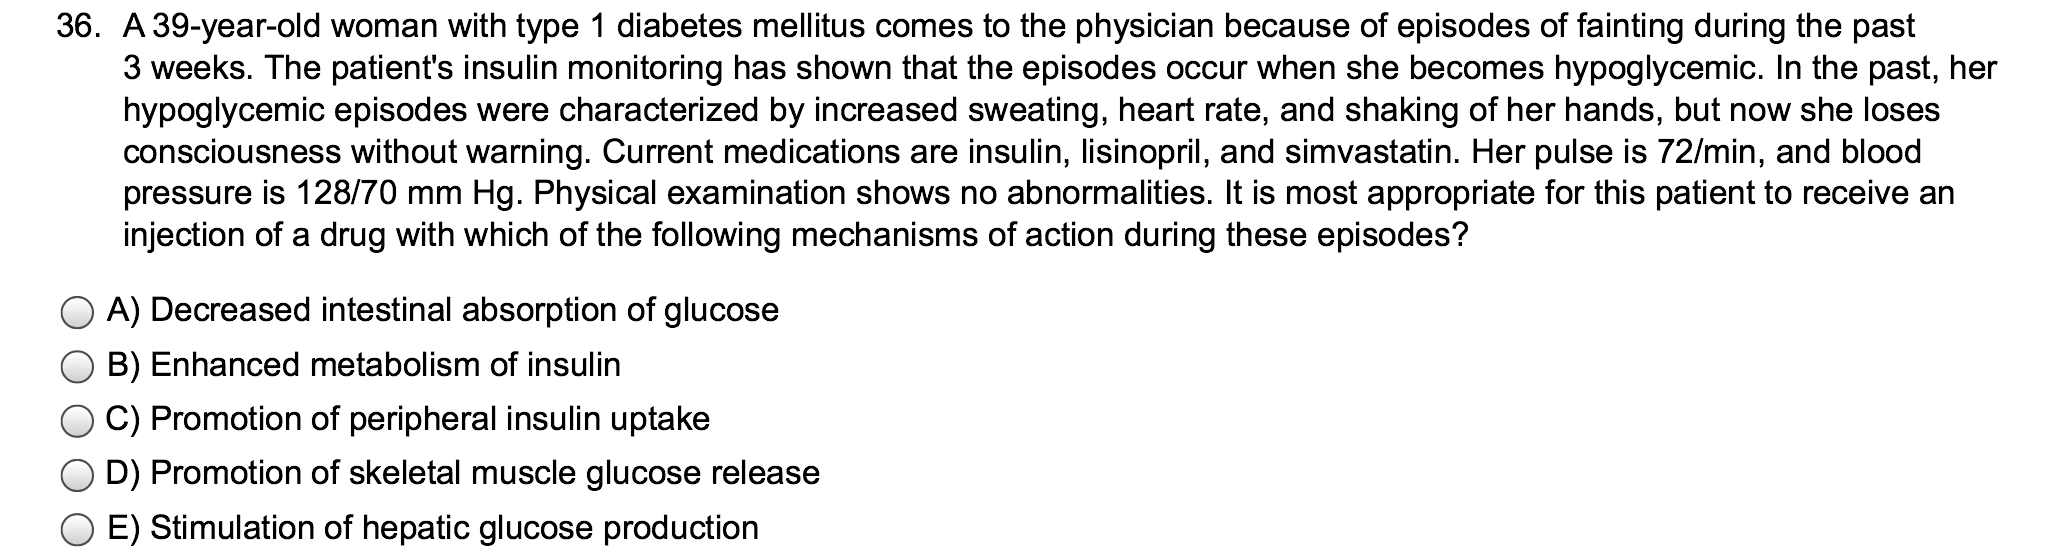 36. A 39-year-old woman with type 1 diabetes mellitus comes to the physician because of episodes of fainting during the past
3 weeks. The patient's insulin monitoring has shown that the episodes occur when she becomes hypoglycemic. In the past, her
hypoglycemic episodes were characterized by increased sweating, heart rate, and shaking of her hands, but now she loses
consciousness without warning. Current medications are insulin, lisinopril, and simvastatin. Her pulse is 72/min, and blood
pressure is 128/70 mm Hg. Physical examination shows no abnormalities. It is most appropriate for this patient to receive an
injection of a drug with which of the following mechanisms of action during these episodes?
A) Decreased intestinal absorption of glucose
B) Enhanced metabolism of insulin
C) Promotion of peripheral insulin uptake
D) Promotion of skeletal muscle glucose release
E) Stimulation of hepatic glucose production